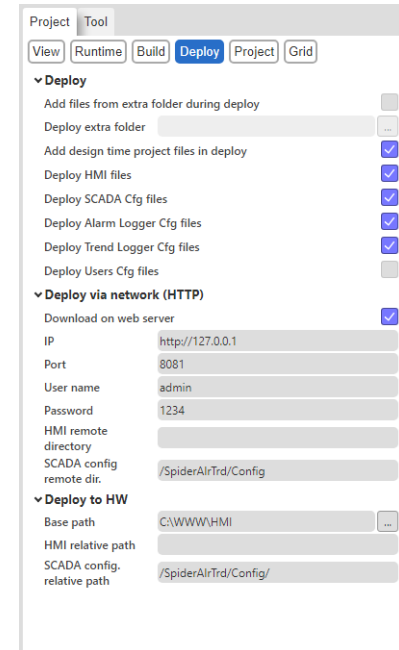 Project Tool
View Runtime Build Deploy Project Grid
Deploy
Add files from extra folder during deploy
Deploy extra folder ...
Add design time project files in deploy
Deploy HMI files
Deploy SCADA Cfg files
Deploy Alarm Logger Cfg files
Deploy Trend Logger Cfg files
Deploy Users Cfg files
Deploy via network (HTTP)
Download on web server
IP http://127.0.0.1
Port 8081
User name admin
Password 1234
HMI remote
directory
SCADA config
remote dir. /SpiderAlrTrd/Config
Deploy to HW
Base path C:\WWW\HMI ...
HMI relative path
SCADA config.
relative path /SpiderAlrTrd/Config/